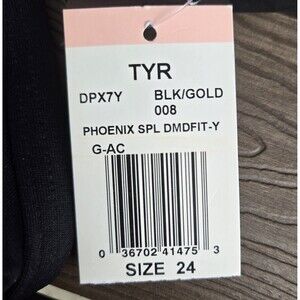 TYR
DPX7Y BLK/GOLD
008
PHOENIX SPL DMDFIT-Y
G-AC
0 36702 41475 3
SIZE 24